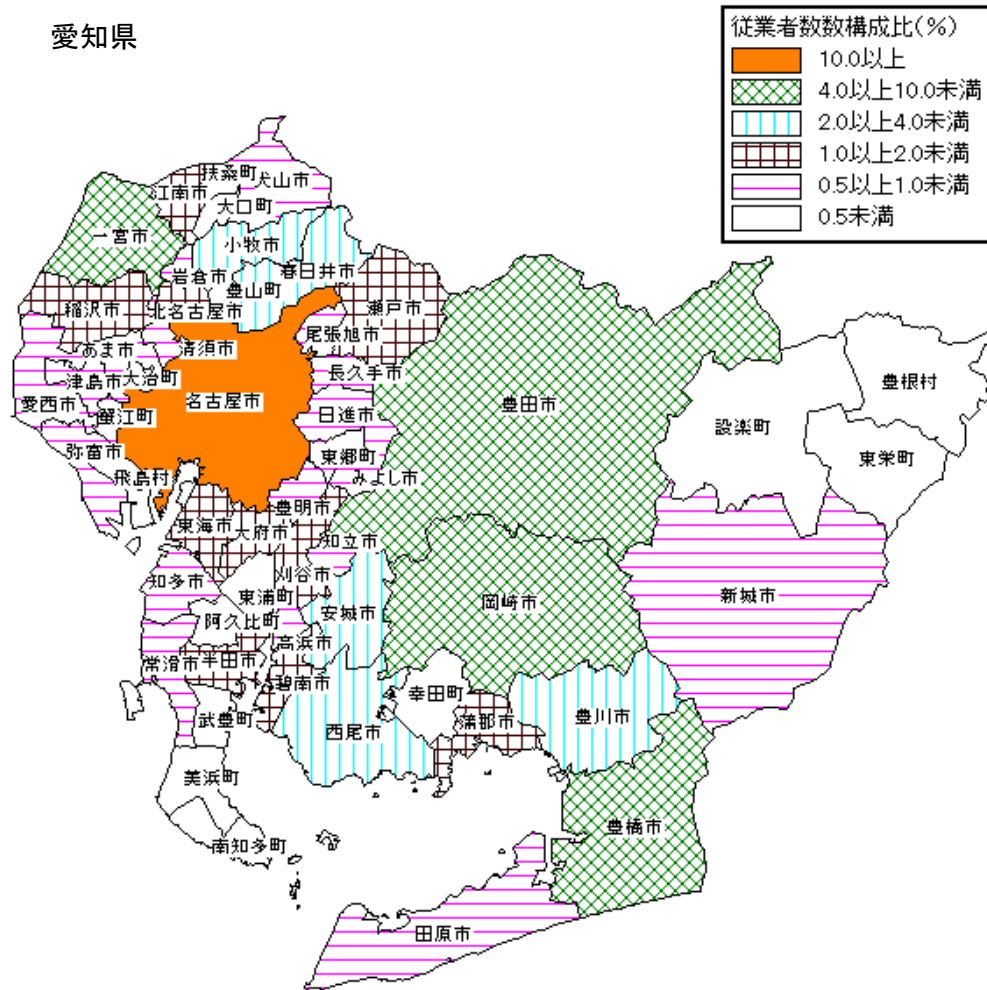 愛知県
従業者数数構成比(%)
10.0以上
4.0以上10.0未満
2.0以上4.0未満
1.0以上2.0未満
0.5以上1.0未満
0.5未満
扶桑町
犬山市
江南市
大口町
一宮市
小牧市
岩倉市
春日井市
豊山町
瀬戸市
稲沢市
北名古屋市
尾張旭市
あま市
清須市
長久手市
津島市
大治町
愛西市
名古屋市
日進市
蟹江町
豊田市
弥富市
東郷町
みよし市
飛島村
豊明市
東海市
大府市
知立市
知多市
刈谷市
東浦町
安城市
阿久比町
岡崎市
高浜市
常滑市
半田市
碧南市
武豊町
西尾市
幸田町
蒲郡市
豊川市
美浜町
南知多町
豊橋市
田原市
新城市
設楽町
豊根村
東栄町